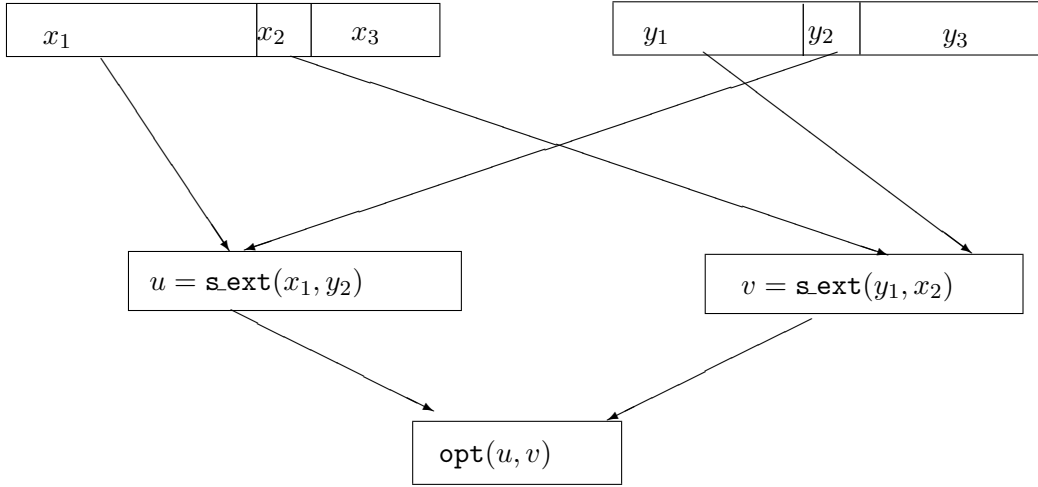 x₁ x₂ x₃ y₁ y₂ y₃
u = s_ext(x₁, y₂) v = s_ext(y₁, x₂)
opt(u, v)